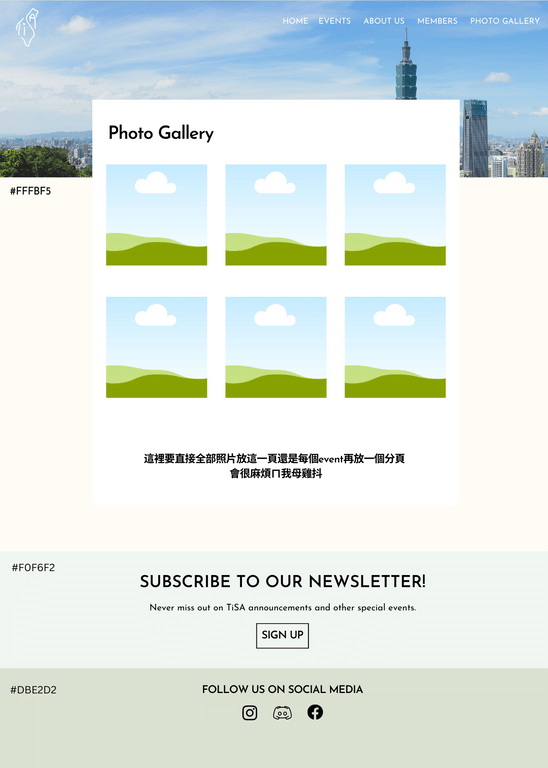 TiSA
HOME EVENTS ABOUT US MEMBERS PHOTO GALLERY
Photo Gallery
#FFFBF5
這裡要直接全部照片放這一頁還是每個event再放一個分頁
會很麻煩ㄇ我母雞抖
#F0F6F2
SUBSCRIBE TO OUR NEWSLETTER!
Never miss out on TiSA announcements and other special events.
SIGN UP
#DBE2D2
FOLLOW US ON SOCIAL MEDIA